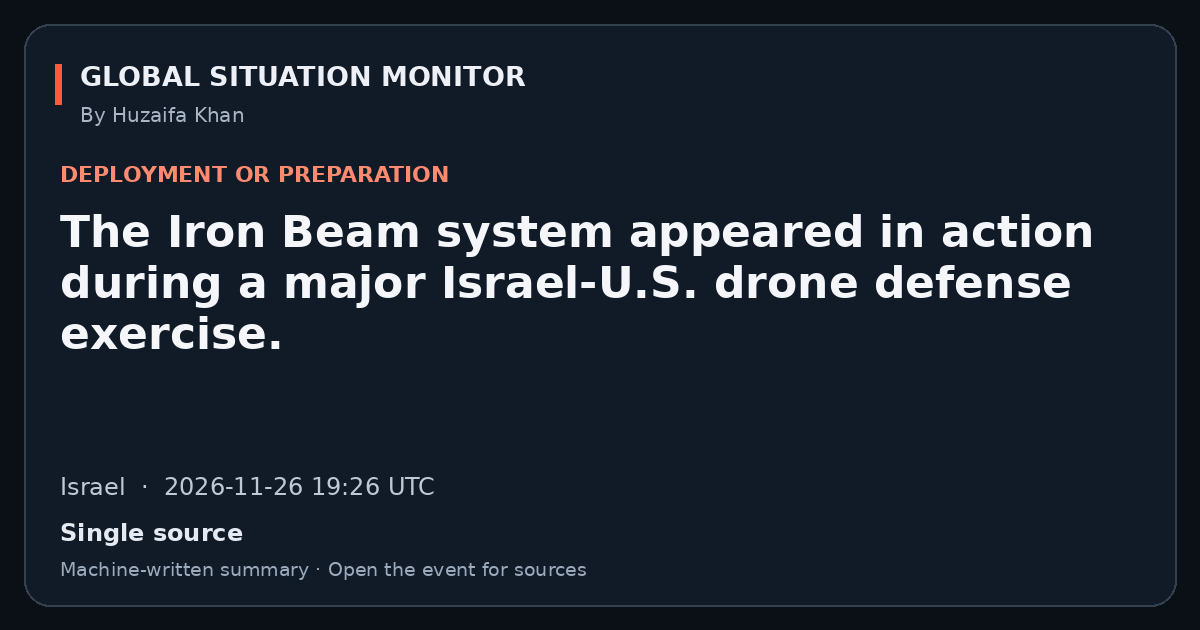 GLOBAL SITUATION MONITOR
By Huzaifa Khan
DEPLOYMENT OR PREPARATION
The Iron Beam system appeared in action
during a major Israel-U.S. drone defense
exercise.
Israel · 2026-11-26 19:26 UTC
Single source
Machine-written summary · Open the event for sources